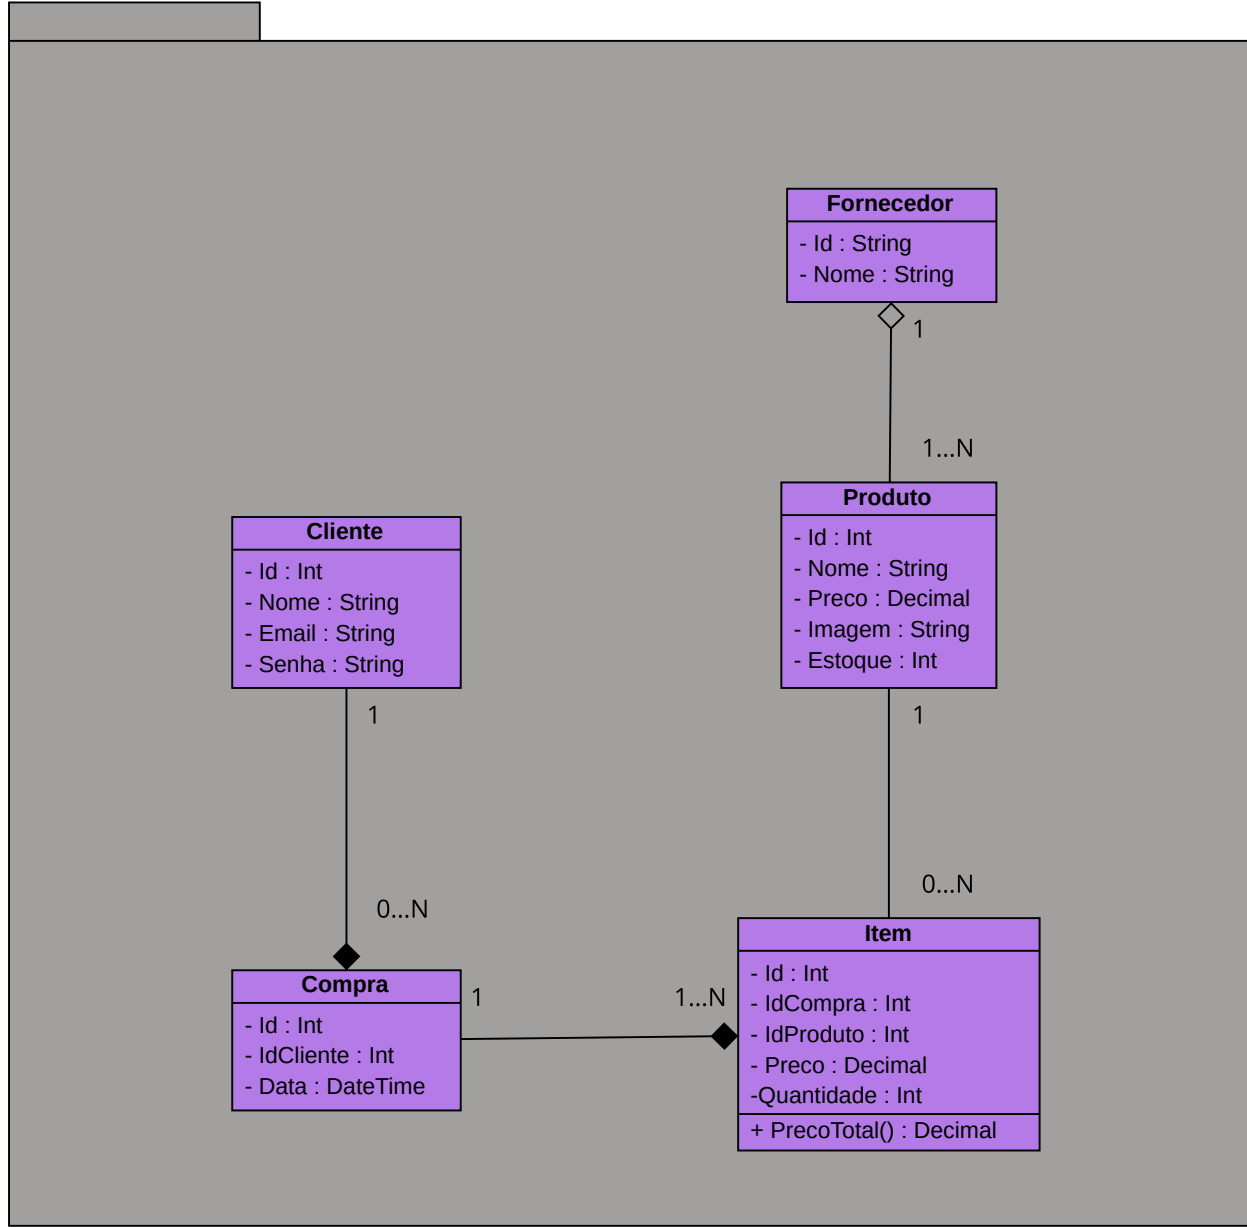 Fornecedor
- Id : String
- Nome : String
1
1...N
Produto
- Id : Int
- Nome : String
- Preco : Decimal
- Imagem : String
- Estoque : Int
Cliente
- Id : Int
- Nome : String
- Email : String
- Senha : String
1
1
0...N
0...N
Compra
- Id : Int
- IdCliente : Int
- Data : DateTime
1
1...N
Item
- Id : Int
- IdCompra : Int
- IdProduto : Int
- Preco : Decimal
-Quantidade : Int
+ PrecoTotal() : Decimal